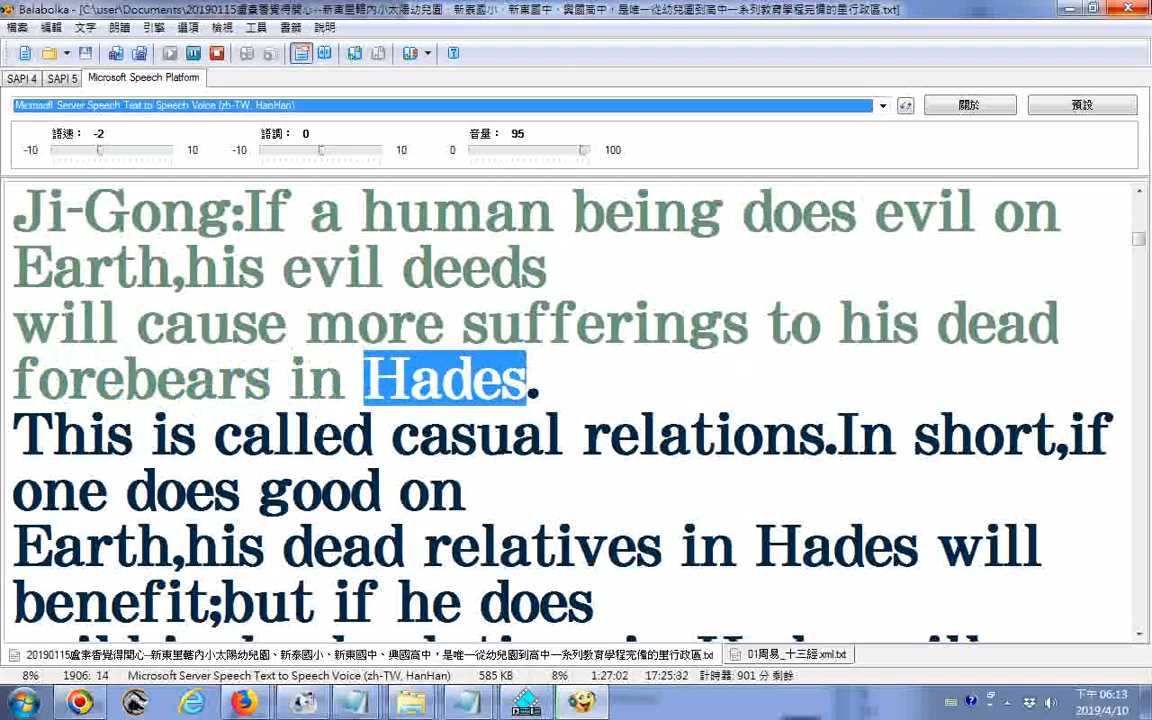 Balabolka - [C:\user\Documents\20190115盧素香覺得開心--新東里轄內小太陽幼兒園、新泰國小、新東國中、興國高中，是唯一從幼兒園到高中一系列教育學程完備的里行政區.txt]
檔案 編輯 文字 朗讀 引擎 選項 檢視 工具 書籤 說明
SAPI 4 SAPI 5 Microsoft Speech Platform
Microsoft Server Speech Text to Speech Voice (zh-TW, HanHan) 關於 預設
語速： -2 語調： 0 音量： 95
-10 10 -10 10 0 100
Ji-Gong:If a human being does evil on
Earth,his evil deeds
will cause more sufferings to his dead
forebears in Hades.
This is called casual relations.In short,if
one does good on
Earth,his dead relatives in Hades will
benefit;but if he does
20190115盧素香覺得開心--新東里轄內小太陽幼兒園、新泰國小、新東國中、興國高中，是唯一從幼兒園到高中一系列教育學程完備的里行政區.txt 01周易_十三經.xml.txt
8% 1906: 14 Microsoft Server Speech Text to Speech Voice (zh-TW, HanHan) 585 KB 8% 1:27:02 17:25:32 計時器: 901 分 剩餘
下午 06:13
2019/4/10